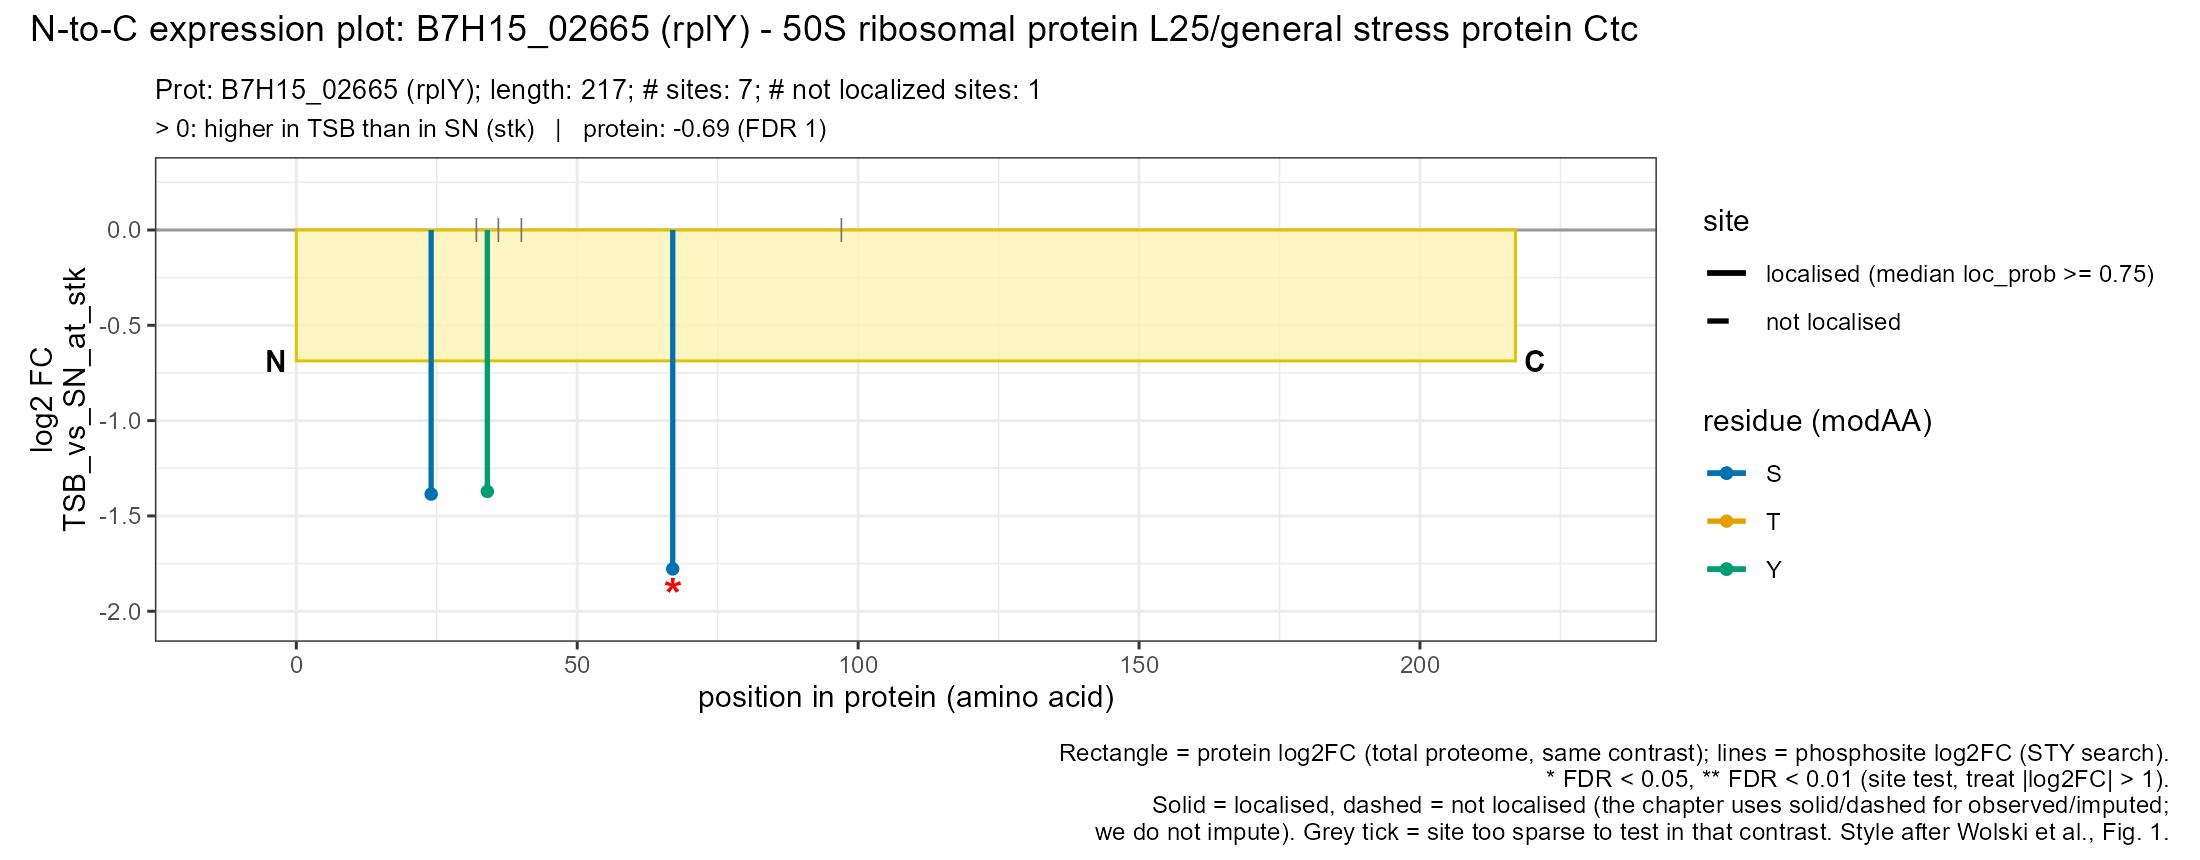 N-to-C expression plot: B7H15_02665 (rplY) - 50S ribosomal protein L25/general stress protein Ctc
Prot: B7H15_02665 (rplY); length: 217; # sites: 7; # not localized sites: 1
> 0: higher in TSB than in SN (stk)   |   protein: -0.69 (FDR 1)
log2 FC
TSB_vs_SN_at_stk
0.0
-0.5
-1.0
-1.5
-2.0
N
C
*
0
50
100
150
200
position in protein (amino acid)
site
localised (median loc_prob >= 0.75)
not localised
residue (modAA)
S
T
Y
Rectangle = protein log2FC (total proteome, same contrast); lines = phosphosite log2FC (STY search).
* FDR < 0.05, ** FDR < 0.01 (site test, treat |log2FC| > 1).
Solid = localised, dashed = not localised (the chapter uses solid/dashed for observed/imputed;
we do not impute). Grey tick = site too sparse to test in that contrast. Style after Wolski et al., Fig. 1.